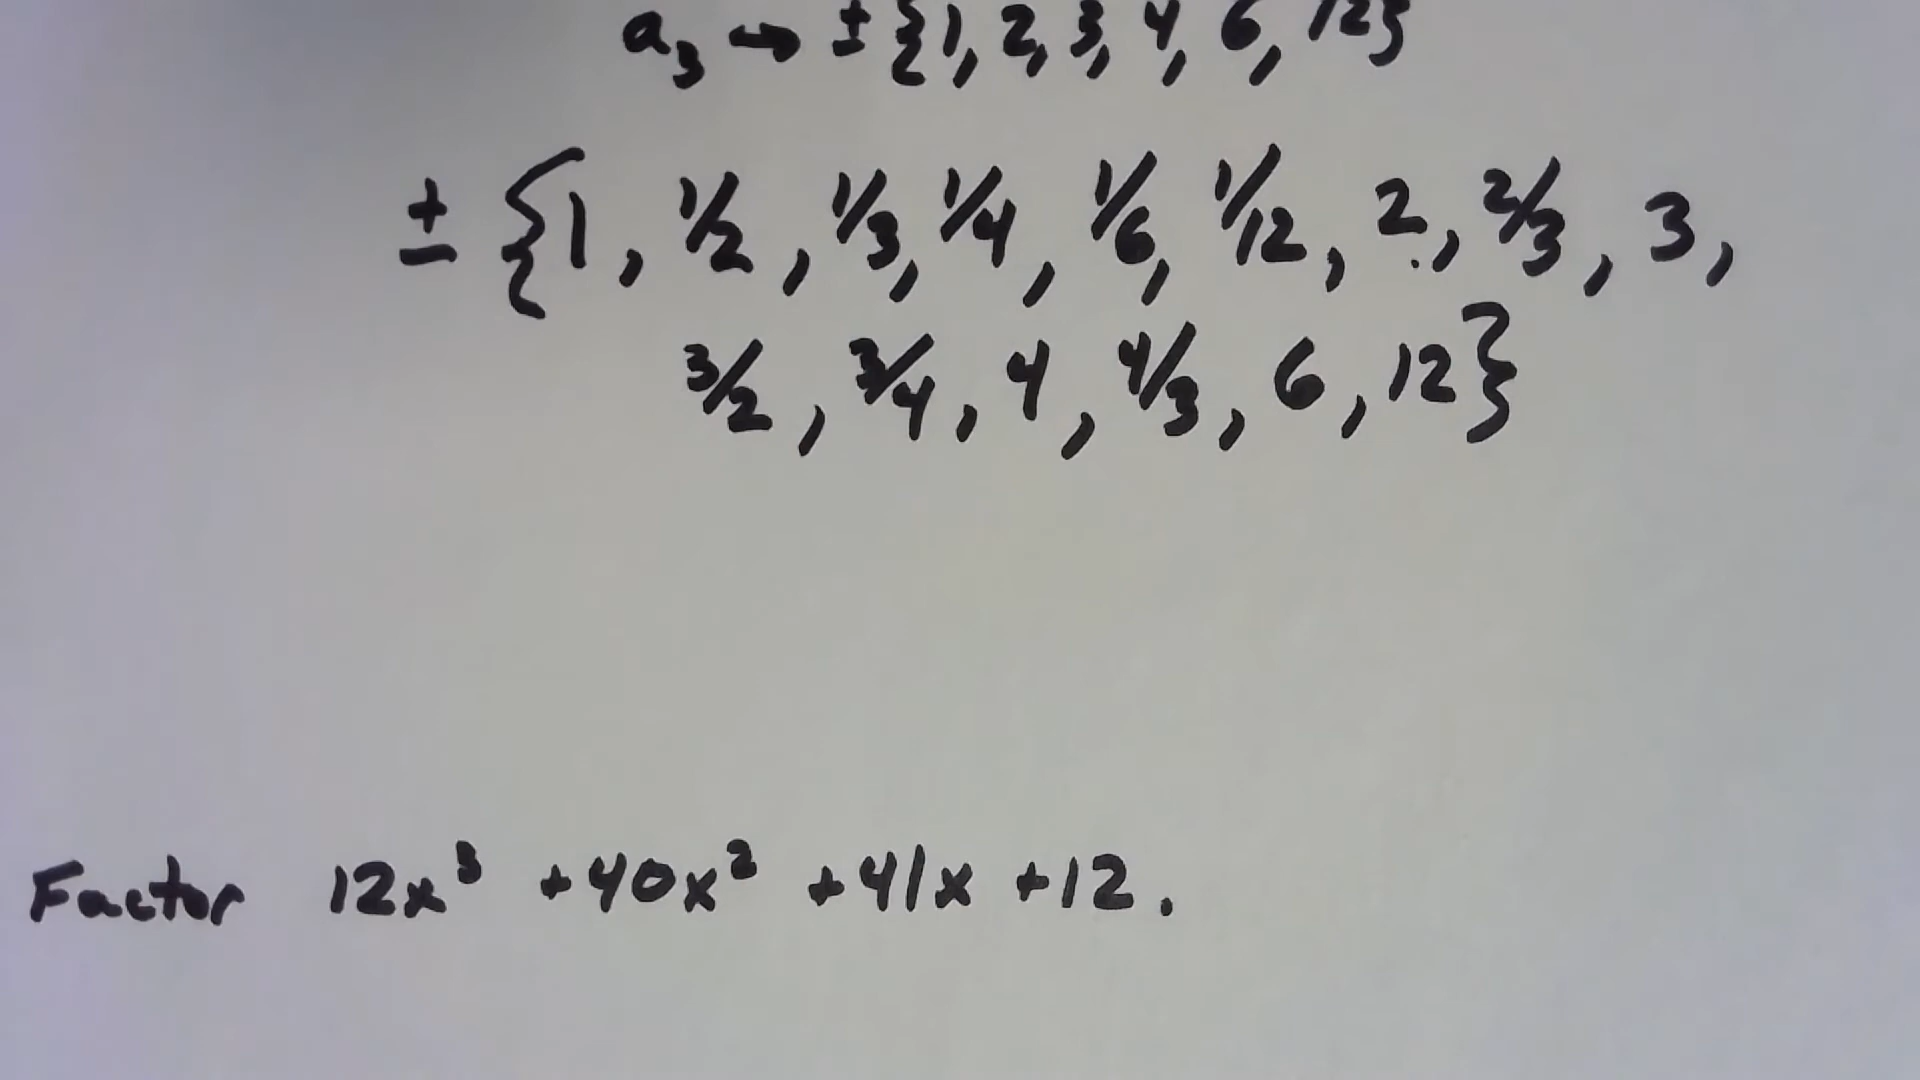 a₃ ↔ ±{1, 2, 3, 4, 6, 12}
± {1, 1/2, 1/3, 1/4, 1/6, 1/12, 2, 2/3, 3,
3/2, 3/4, 4, 4/3, 6, 12}
Factor 12x³ +40x² +41x +12.